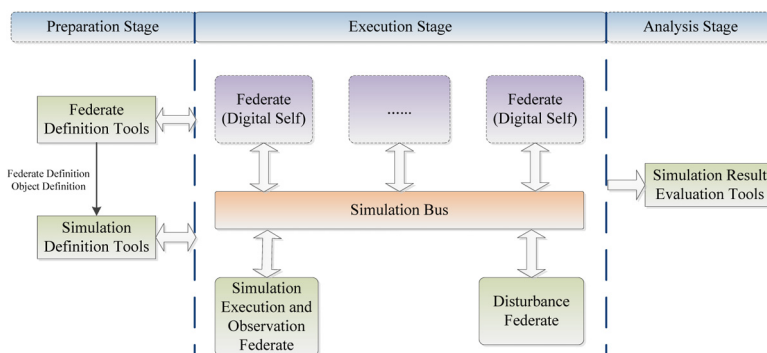 Preparation Stage
Execution Stage
Analysis Stage
Federate
Definition Tools
Federate Definition
Object Definition
Simulation
Definition Tools
Federate
(Digital Self)
......
Federate
(Digital Self)
Simulation Bus
Simulation
Execution and
Observation
Federate
Disturbance
Federate
Simulation Result
Evaluation Tools